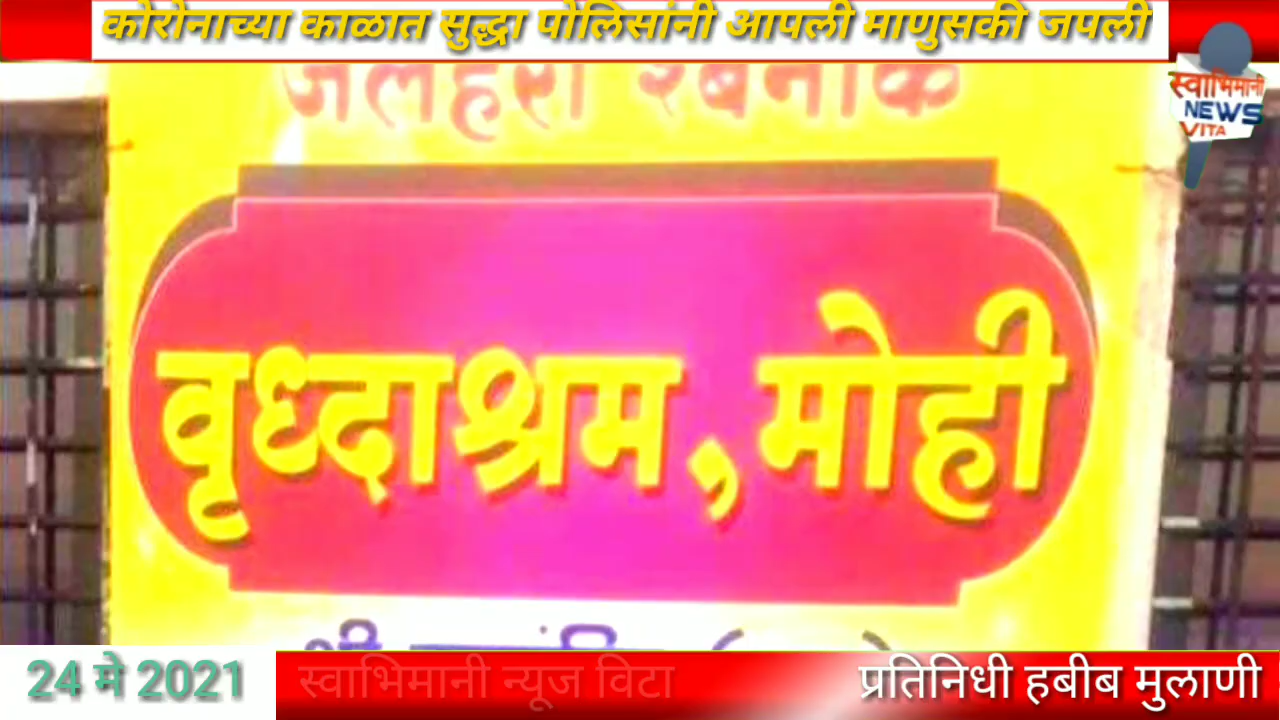 कोरोनाच्या काळात सुद्धा पोलिसांनी आपली माणुसकी जपली
स्वाभिमानी
NEWS
VITA
वृध्दाश्रम, मोही
24 मे 2021
स्वाभिमानी न्यूज विटा
प्रतिनिधी हबीब मुलाणी